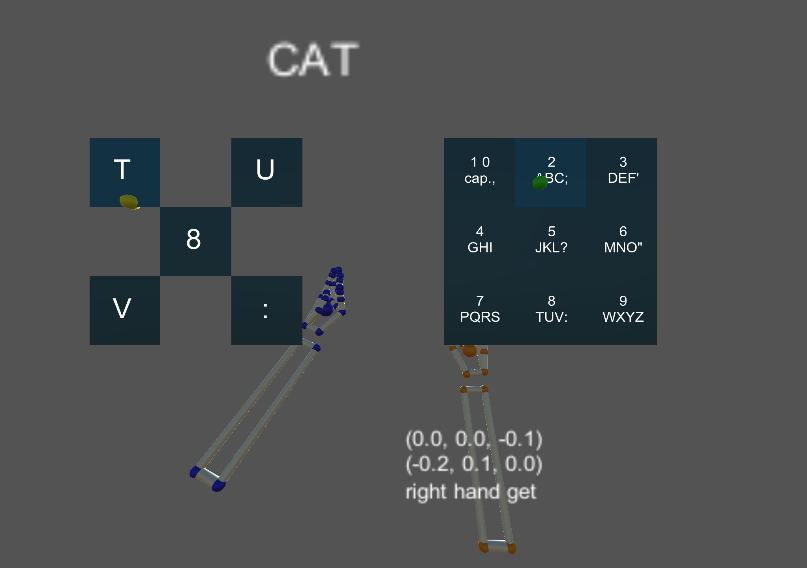 CAT
T
U
8
V
:
1 0
cap.,
2
ABC;
3
DEF'
4
GHI
5
JKL?
6
MNO"
7
PQRS
8
TUV:
9
WXYZ
(0.0, 0.0, -0.1)
(-0.2, 0.1, 0.0)
right hand get